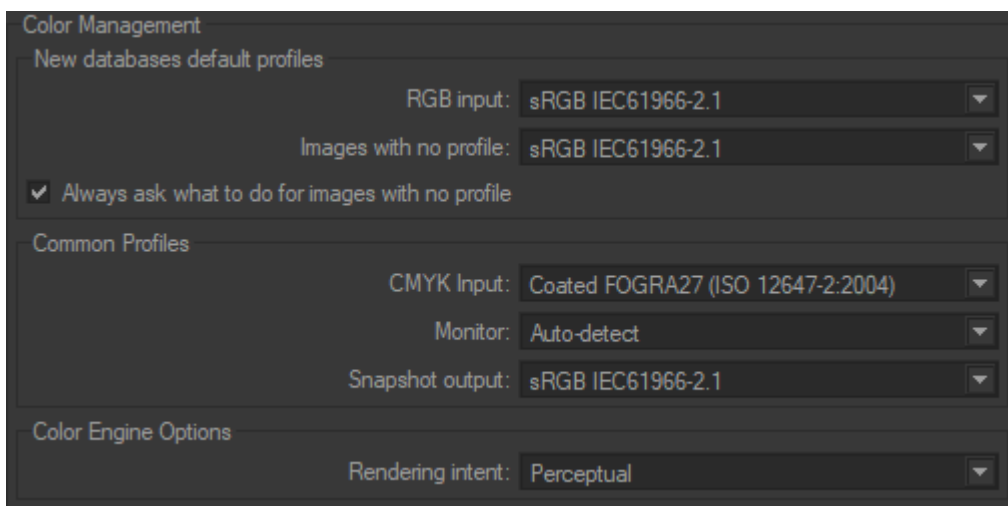 Color Management
New databases default profiles
RGB input: sRGB IEC61966-2.1
Images with no profile: sRGB IEC61966-2.1
Always ask what to do for images with no profile
Common Profiles
CMYK Input: Coated FOGRA27 (ISO 12647-2:2004)
Monitor: Auto-detect
Snapshot output: sRGB IEC61966-2.1
Color Engine Options
Rendering intent: Perceptual